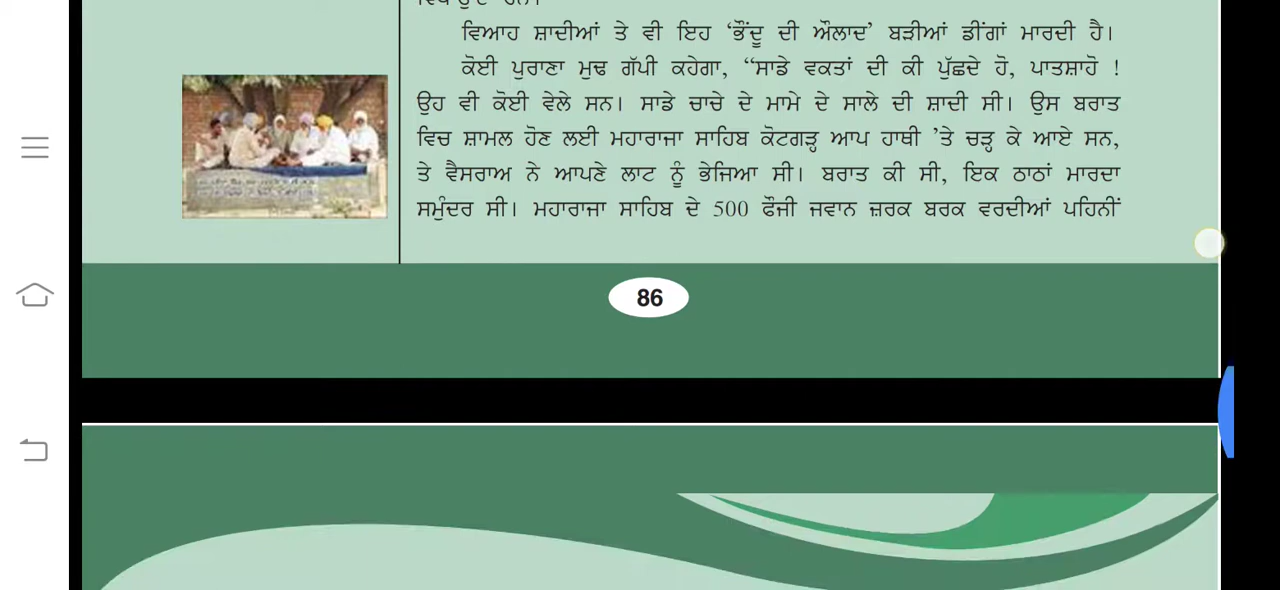 ਵਿਆਹ ਸ਼ਾਦੀਆਂ ਤੇ ਵੀ ਇਹ ‘ਭੌਂਦੂ ਦੀ ਔਲਾਦ’ ਬੜੀਆਂ ਡੀਂਗਾਂ ਮਾਰਦੀ ਹੈ।
ਕੋਈ ਪੁਰਾਣਾ ਮੁਢ ਗੱਪੀ ਕਹੇਗਾ, “ਸਾਡੇ ਵਕਤਾਂ ਦੀ ਕੀ ਪੁੱਛਦੇ ਹੋ, ਪਾਤਸ਼ਾਹੋ !
ਉਹ ਵੀ ਕੋਈ ਵੇਲੇ ਸਨ। ਸਾਡੇ ਚਾਚੇ ਦੇ ਮਾਮੇ ਦੇ ਸਾਲੇ ਦੀ ਸ਼ਾਦੀ ਸੀ। ਉਸ ਬਰਾਤ
ਵਿਚ ਸ਼ਾਮਲ ਹੋਣ ਲਈ ਮਹਾਰਾਜਾ ਸਾਹਿਬ ਕੋਟਗੜ੍ਹ ਆਪ ਹਾਥੀ ’ਤੇ ਚੜ੍ਹ ਕੇ ਆਏ ਸਨ,
ਤੇ ਵੈਸਰਾਅ ਨੇ ਆਪਣੇ ਲਾਟ ਨੂੰ ਭੇਜਿਆ ਸੀ। ਬਰਾਤ ਕੀ ਸੀ, ਇਕ ਠਾਠਾਂ ਮਾਰਦਾ
ਸਮੁੰਦਰ ਸੀ। ਮਹਾਰਾਜਾ ਸਾਹਿਬ ਦੇ 500 ਫੌਜੀ ਜਵਾਨ ਜ਼ਰਕ ਬਰਕ ਵਰਦੀਆਂ ਪਹਿਨੀਂ
86